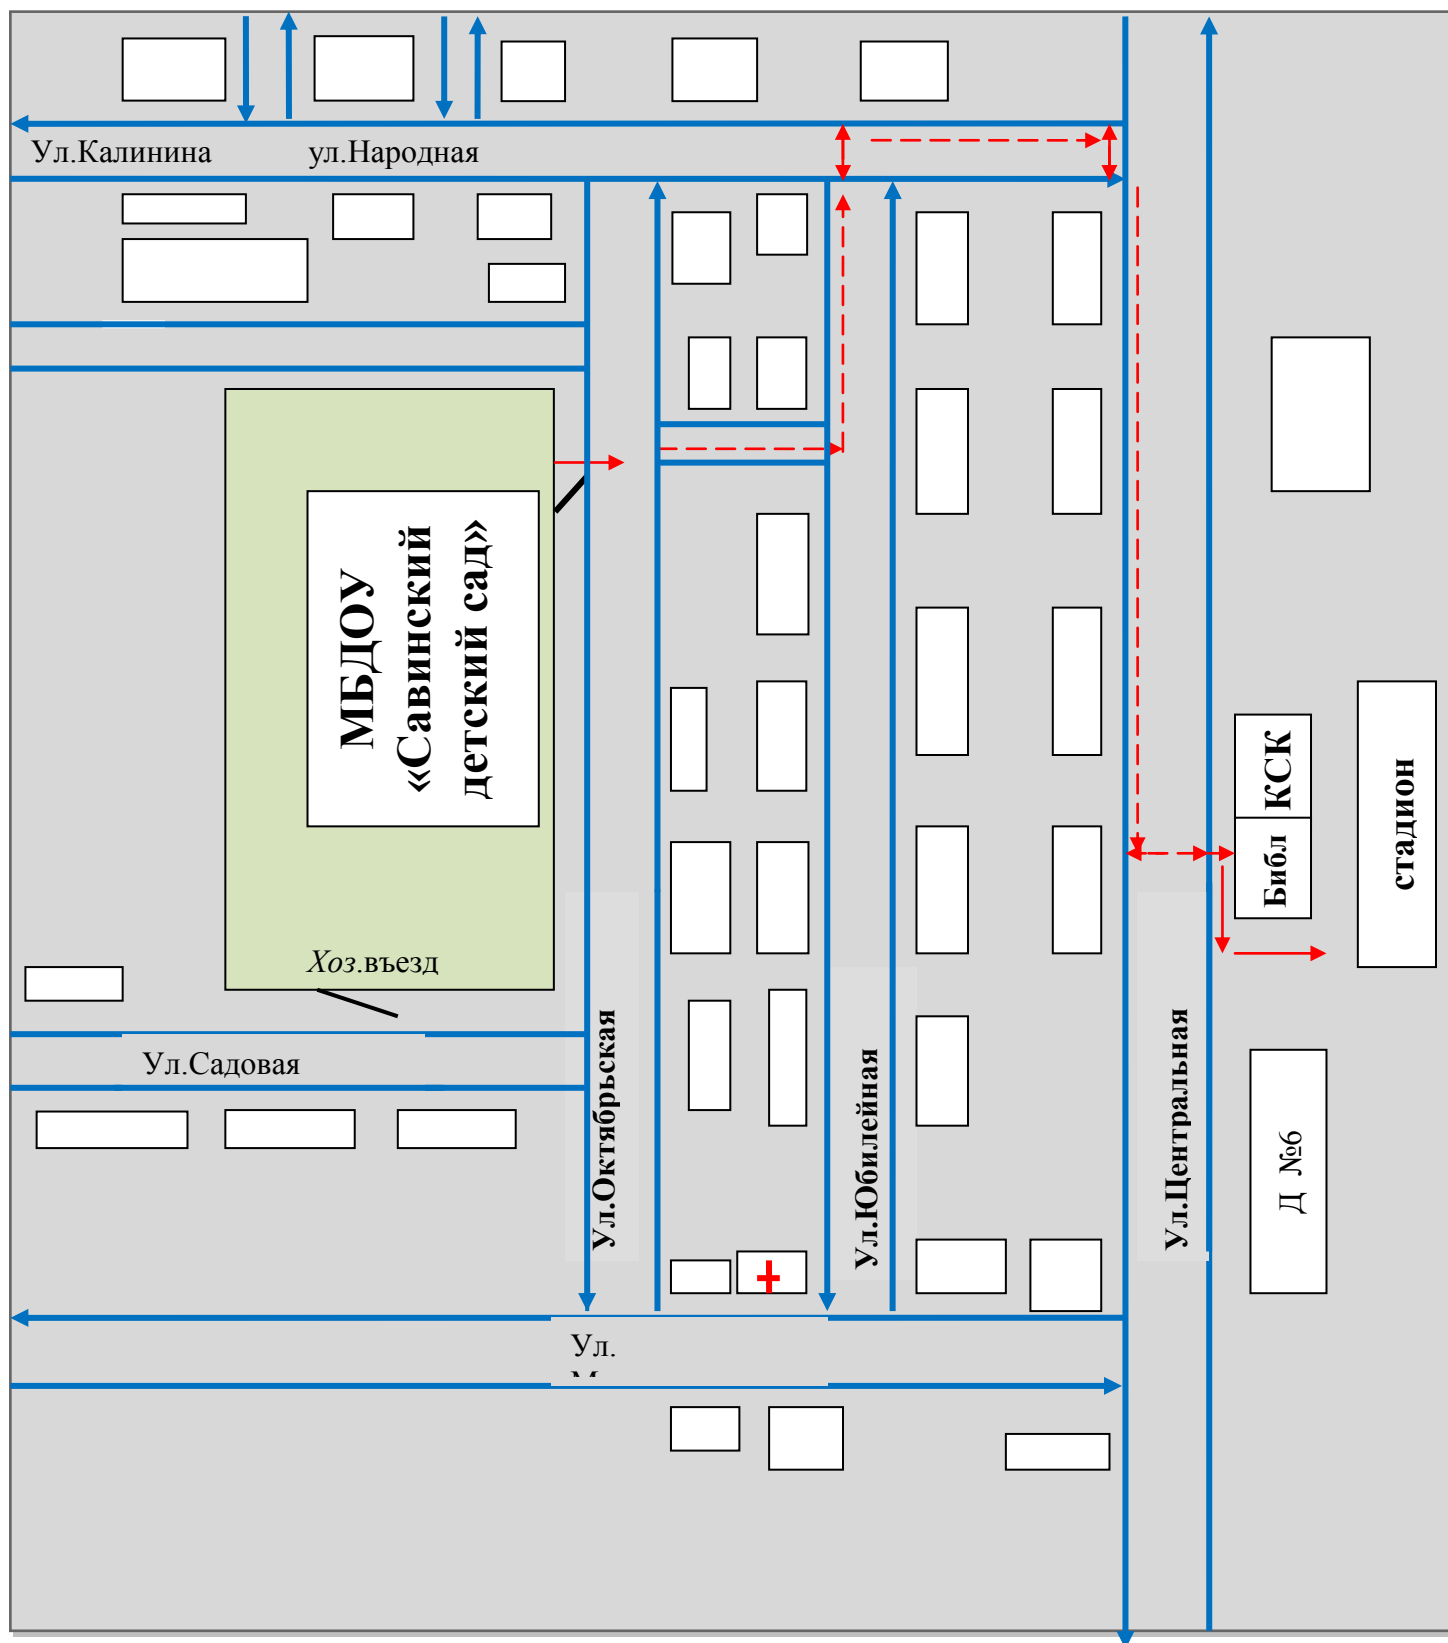 Ул.Калинина
ул.Народная
МБДОУ
«Савинский
детский сад»
КСК
Библ
стадион
Хоз.въезд
Ул.Садовая
Ул.Октябрьская
Ул.Юбилейная
Ул.Центральная
Д №6
Ул.